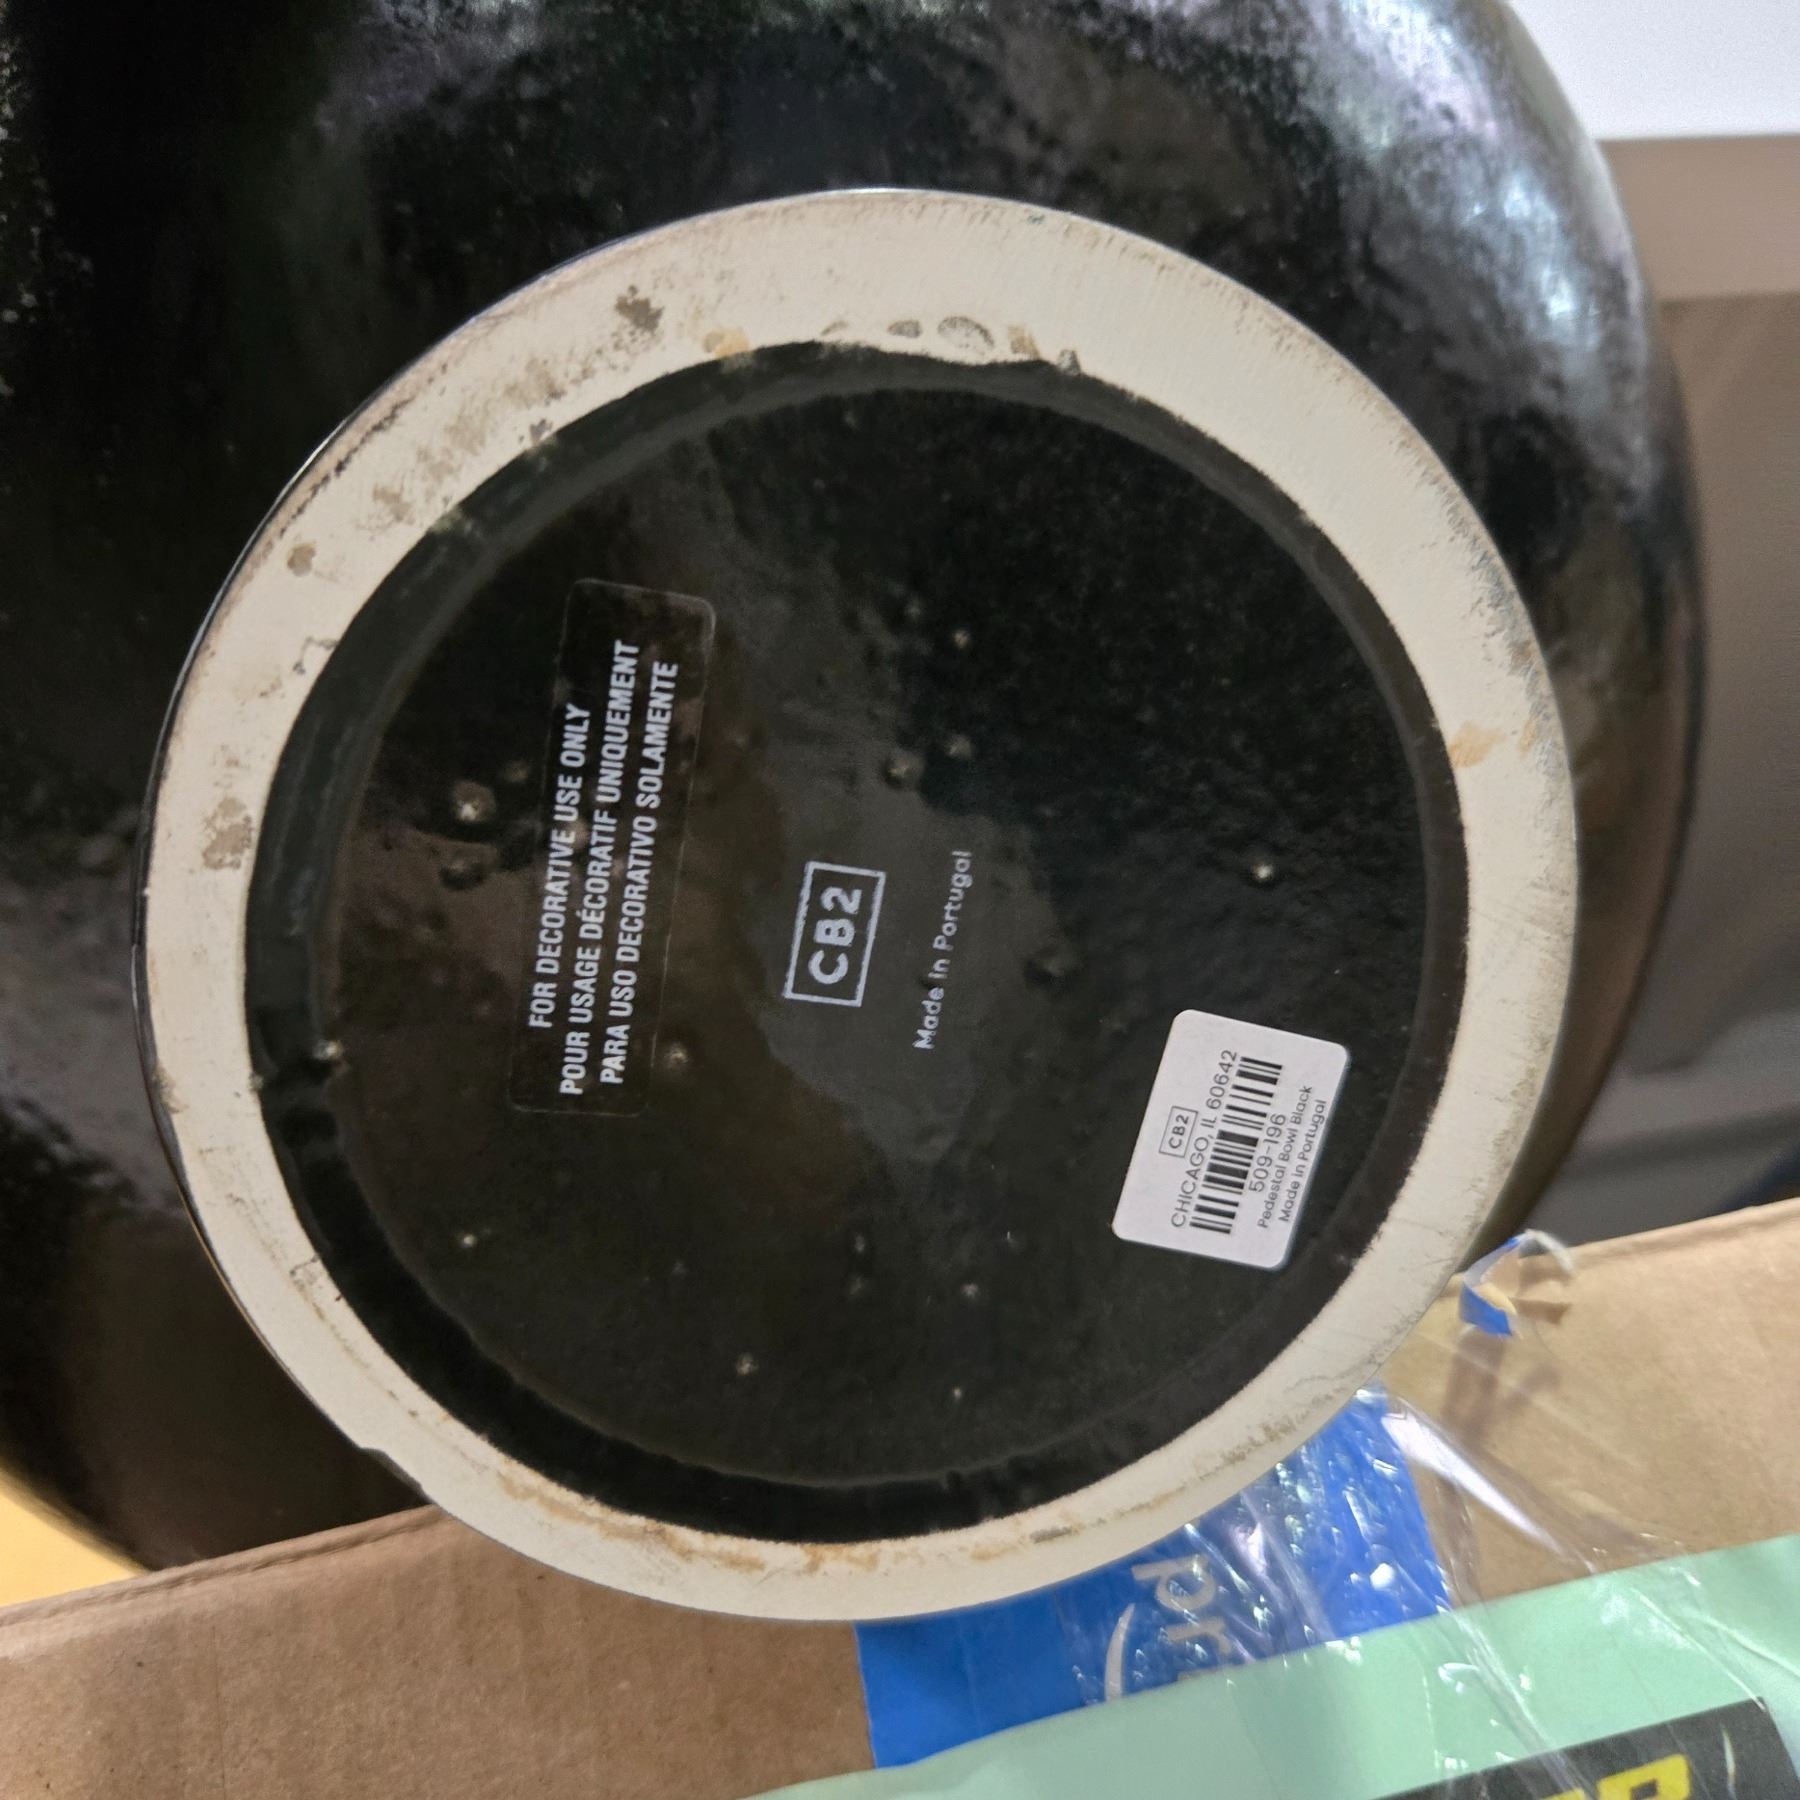 FOR DECORATIVE USE ONLY
POUR USAGE DÉCORATIF UNIQUEMENT
PARA USO DECORATIVO SOLAMENTE
CB2
Made in Portugal
CB2
CHICAGO, IL 60642
509-196
Pedestal Bowl Black
Made in Portugal